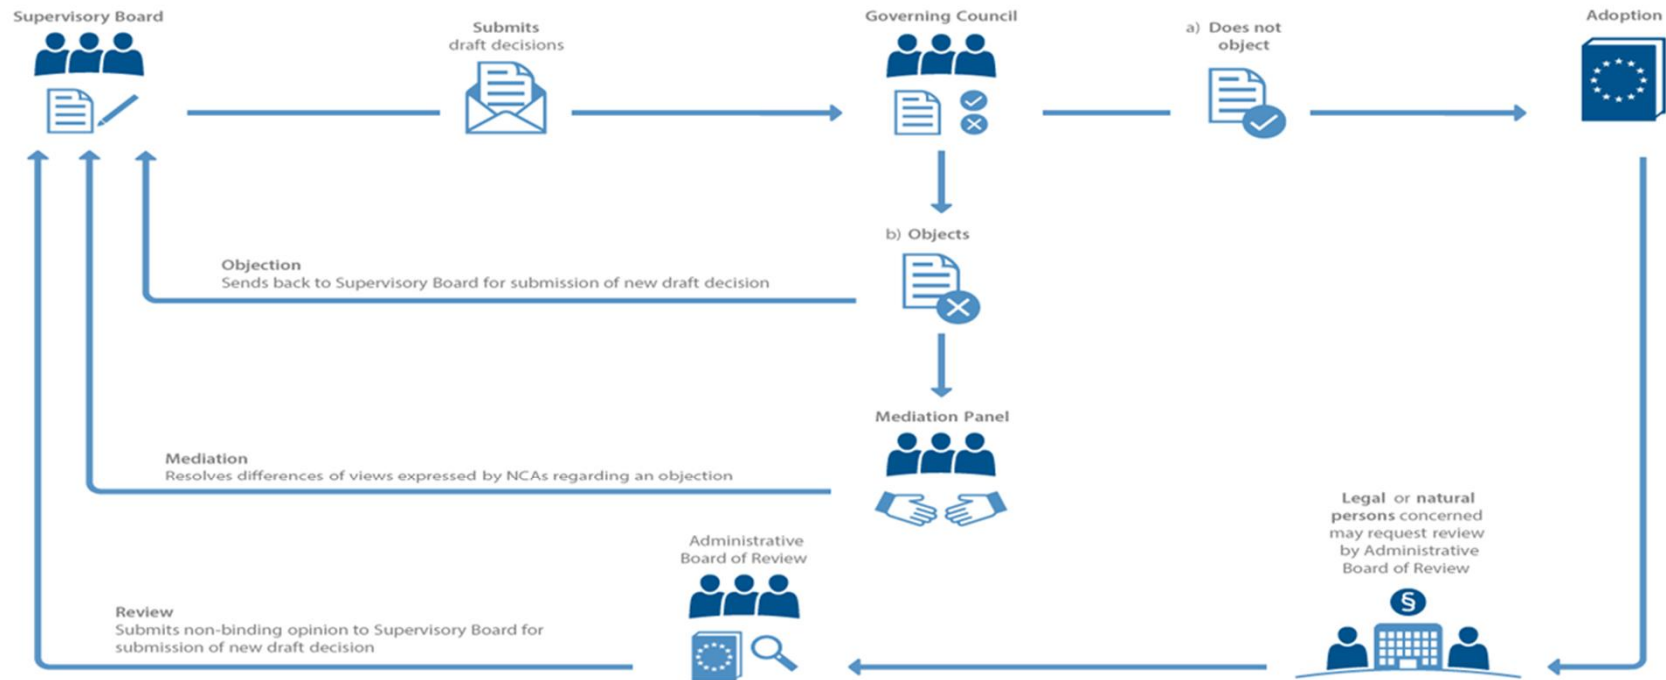 Supervisory Board
Submits
draft decisions
Governing Council
a) Does not
object
Adoption
b) Objects
Objection
Sends back to Supervisory Board for submission of new draft decision
Mediation Panel
Mediation
Resolves differences of views expressed by NCAs regarding an objection
Legal or natural
persons concerned
may request review
by Administrative
Board of Review
§
Administrative
Board of Review
Review
Submits non-binding opinion to Supervisory Board for
submission of new draft decision